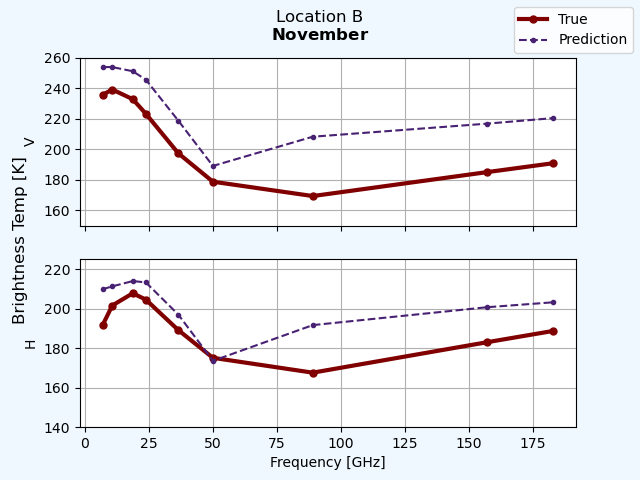 Location B
November
True
Prediction
260
240
220
200
180
160
V
Brightness Temp [K]
220
200
180
160
140
H
0 25 50 75 100 125 150 175
Frequency [GHz]